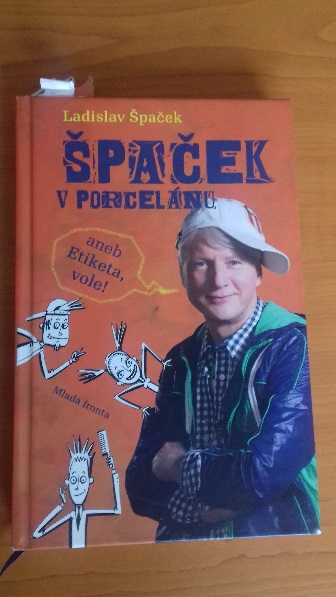 Ladislav Špaček
ŠPAČEK
V PORCELÁNU
aneb
Etiketa,
vole!
Mladá fronta